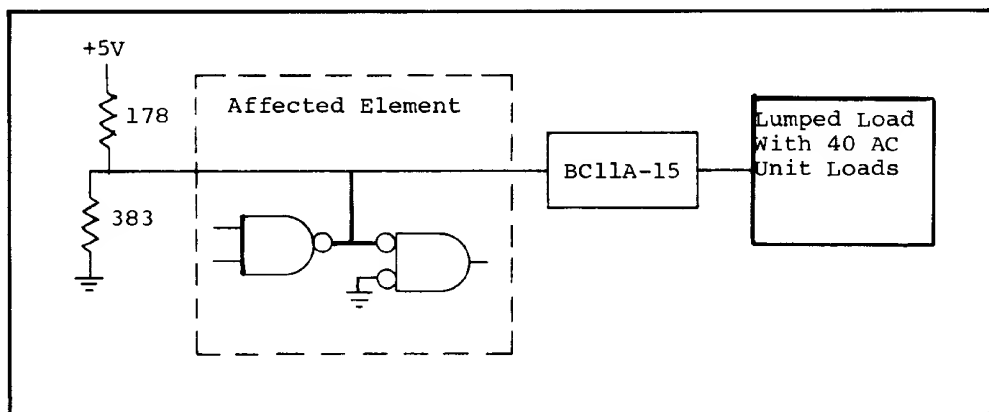 +5V
178
383
Affected Element
BC11A-15
Lumped Load
With 40 AC
Unit Loads